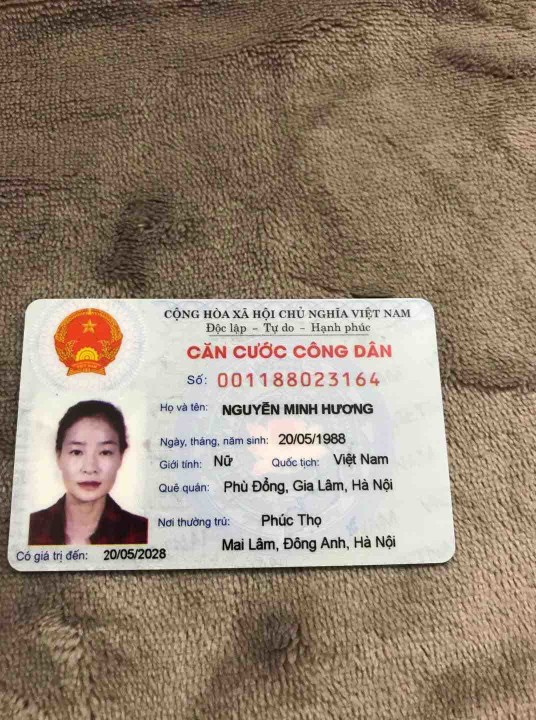 CỘNG HÒA XÃ HỘI CHỦ NGHĨA VIỆT NAM
Độc lập - Tự do - Hạnh phúc
CĂN CƯỚC CÔNG DÂN
Số: 001188023164
Họ và tên: NGUYỄN MINH HƯƠNG
Ngày, tháng, năm sinh: 20/05/1988
Giới tính: Nữ Quốc tịch: Việt Nam
Quê quán: Phù Đổng, Gia Lâm, Hà Nội
Nơi thường trú: Phúc Thọ
Mai Lâm, Đông Anh, Hà Nội
Có giá trị đến: 20/05/2028